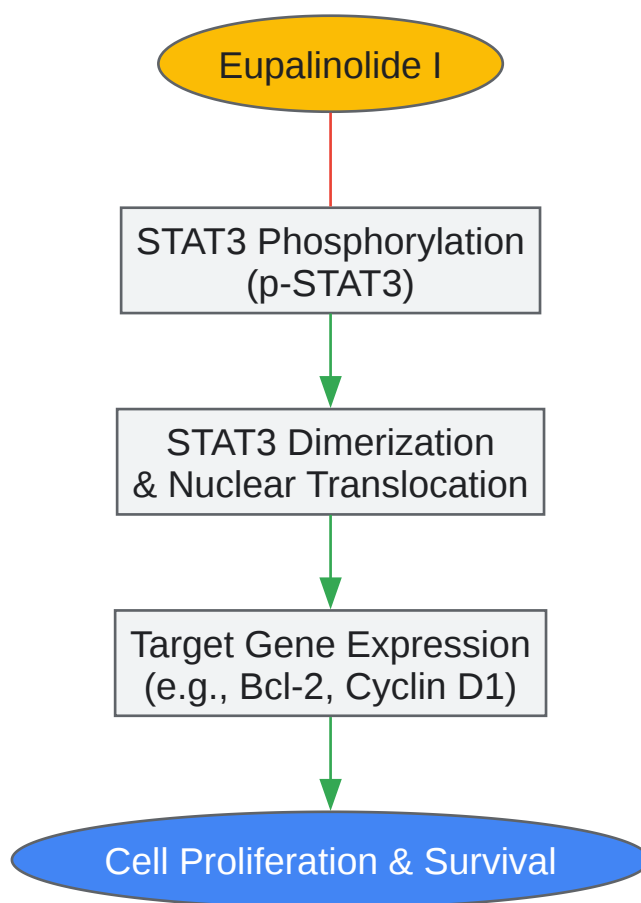 Eupalinolide I
STAT3 Phosphorylation
(p-STAT3)
STAT3 Dimerization
& Nuclear Translocation
Target Gene Expression
(e.g., Bcl-2, Cyclin D1)
Cell Proliferation & Survival